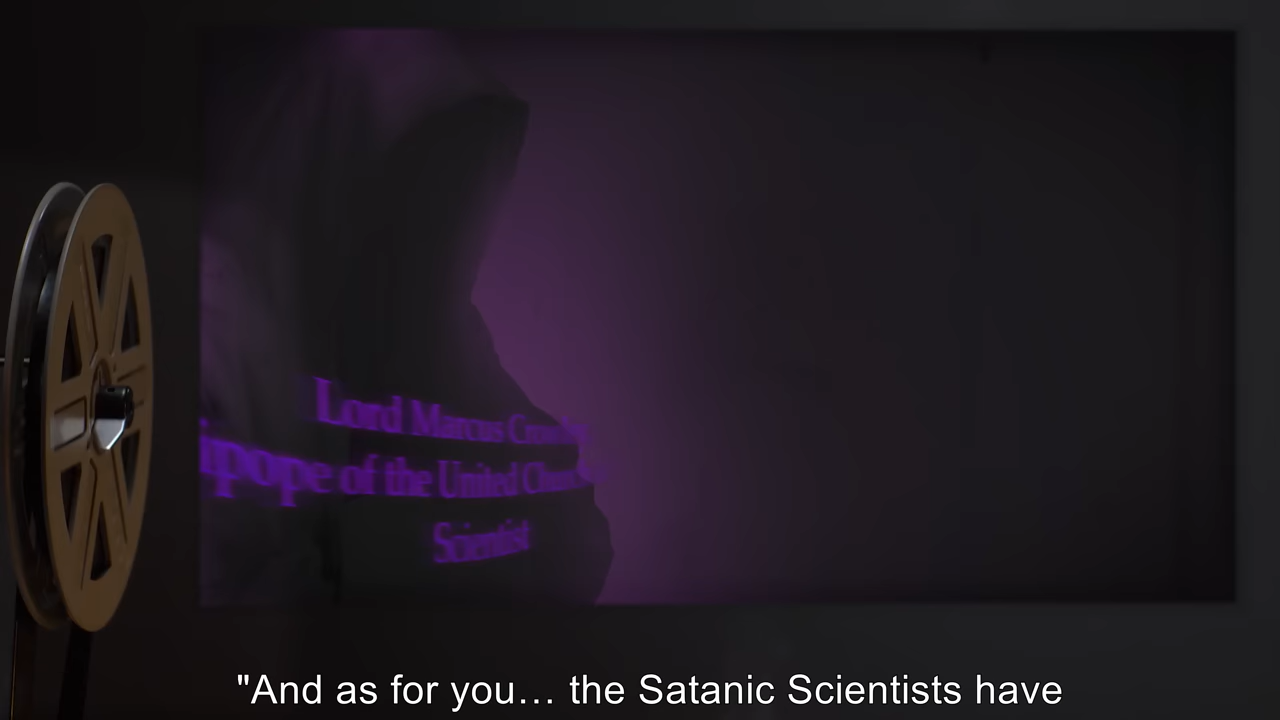 Lord Marcus
ipope of the United
Scientist
"And as for you... the Satanic Scientists have